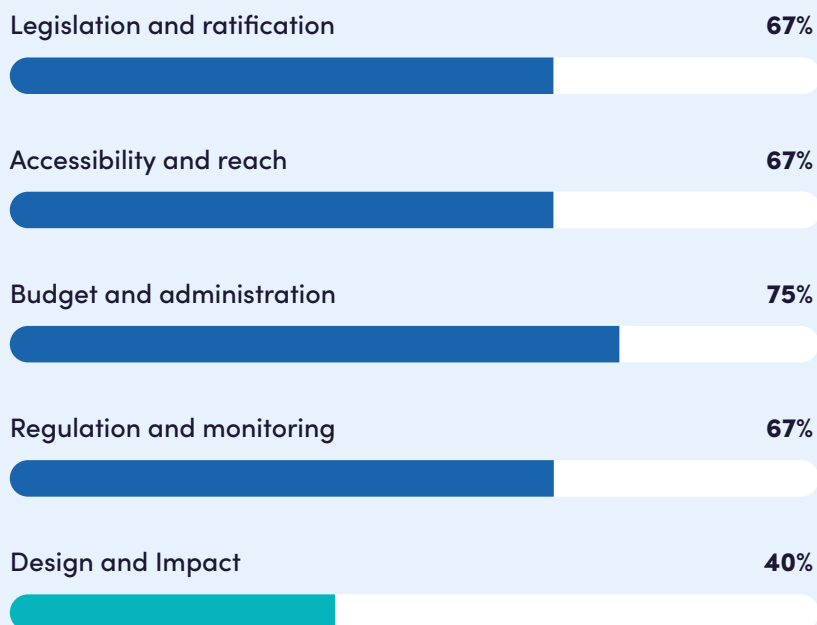 Legislation and ratification 67%
Accessibility and reach 67%
Budget and administration 75%
Regulation and monitoring 67%
Design and Impact 40%